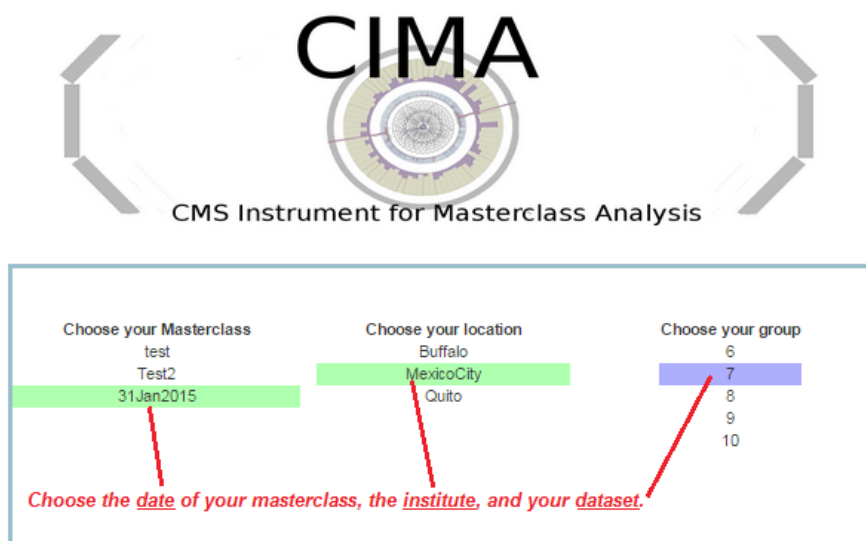 CIMA
CMS Instrument for Masterclass Analysis
Choose your Masterclass
test
Test2
31Jan2015
Choose your location
Buffalo
MexicoCity
Quito
Choose your group
6
7
8
9
10
Choose the date of your masterclass, the institute, and your dataset.